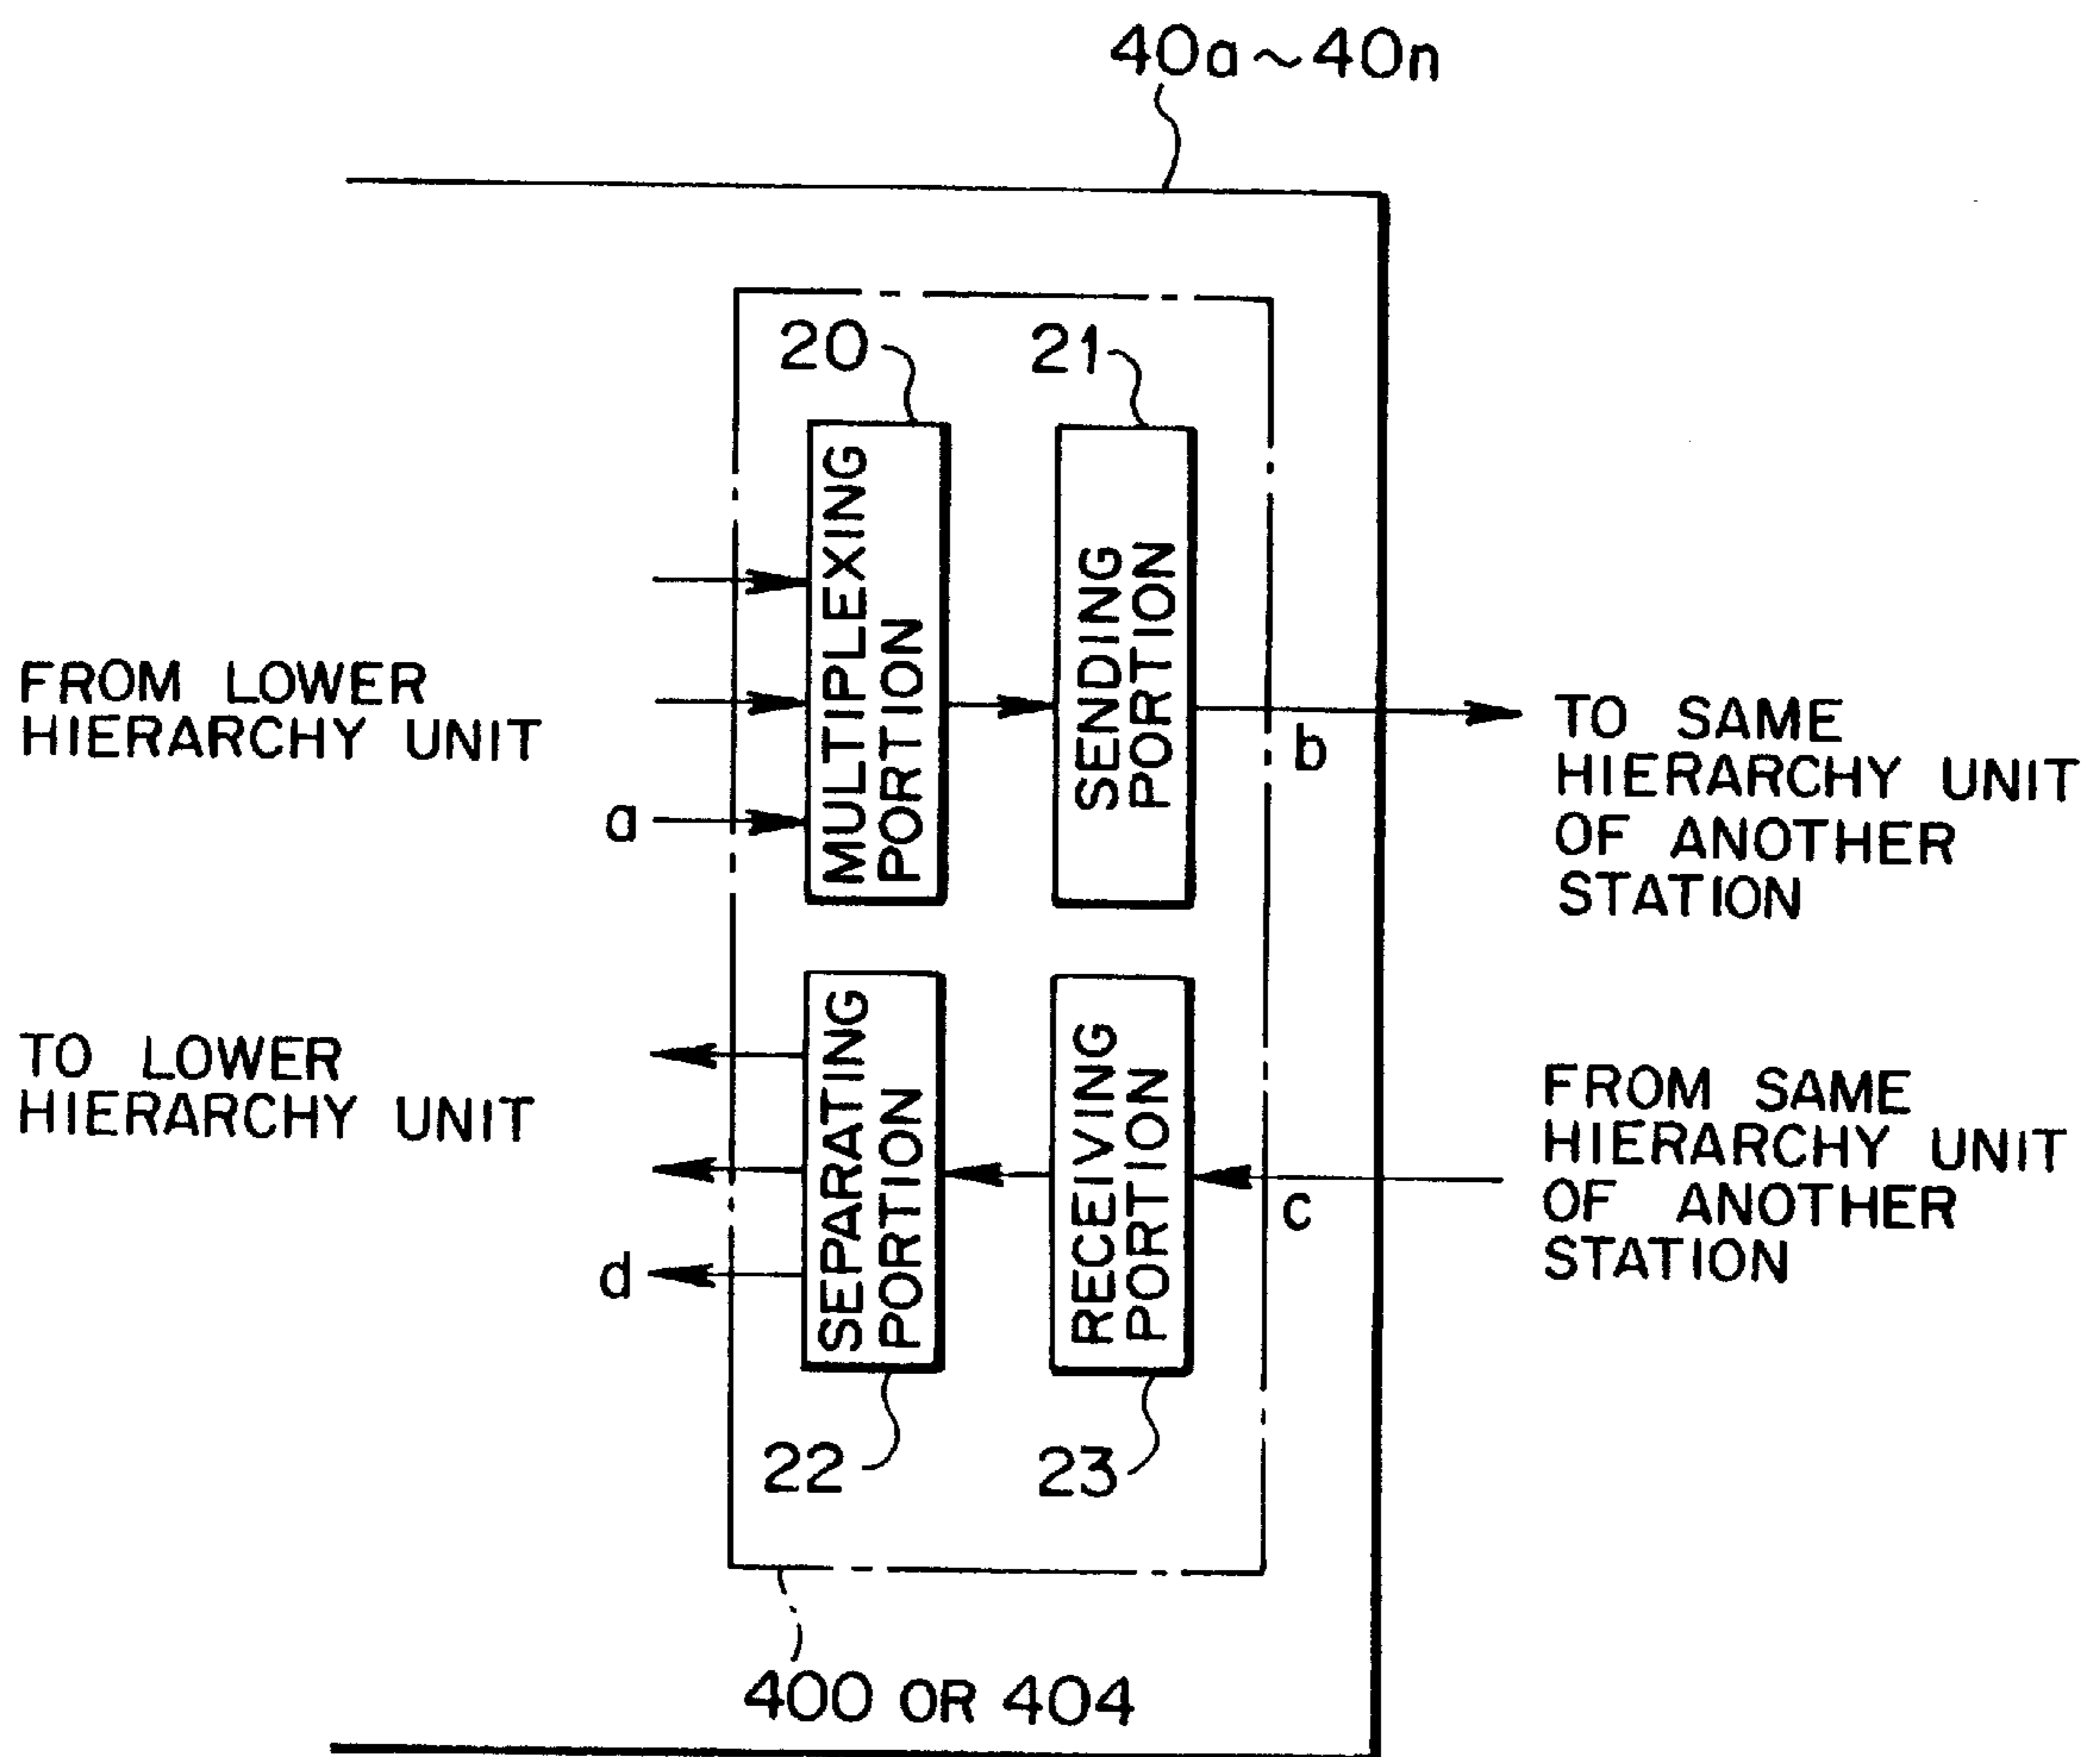 40a~40n
20
21
MULTIPLEXING
PORTION
SENDING
PORTION
FROM LOWER
HIERARCHY UNIT
a
b
TO SAME
HIERARCHY UNIT
OF ANOTHER
STATION
TO LOWER
HIERARCHY UNIT
d
SEPARATING
PORTION
RECEIVING
PORTION
c
FROM SAME
HIERARCHY UNIT
OF ANOTHER
STATION
22
23
400 OR 404